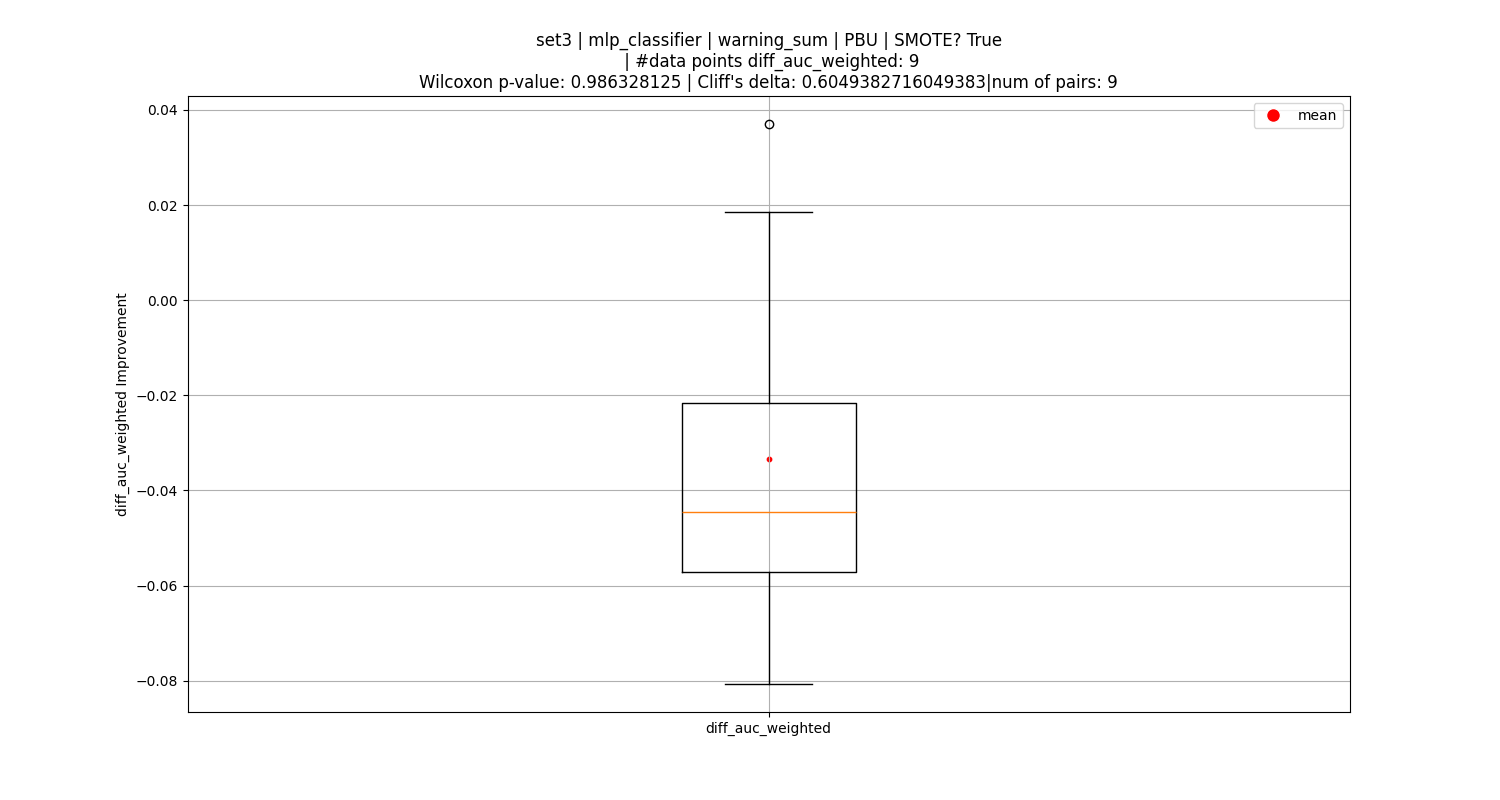 set3 | mlp_classifier | warning_sum | PBU | SMOTE? True
| #data points diff_auc_weighted: 9
Wilcoxon p-value: 0.986328125 | Cliff's delta: 0.6049382716049383|num of pairs: 9
mean
0.04
0.02
0.00
−0.02
−0.04
−0.06
−0.08
diff_auc_weighted Improvement
diff_auc_weighted